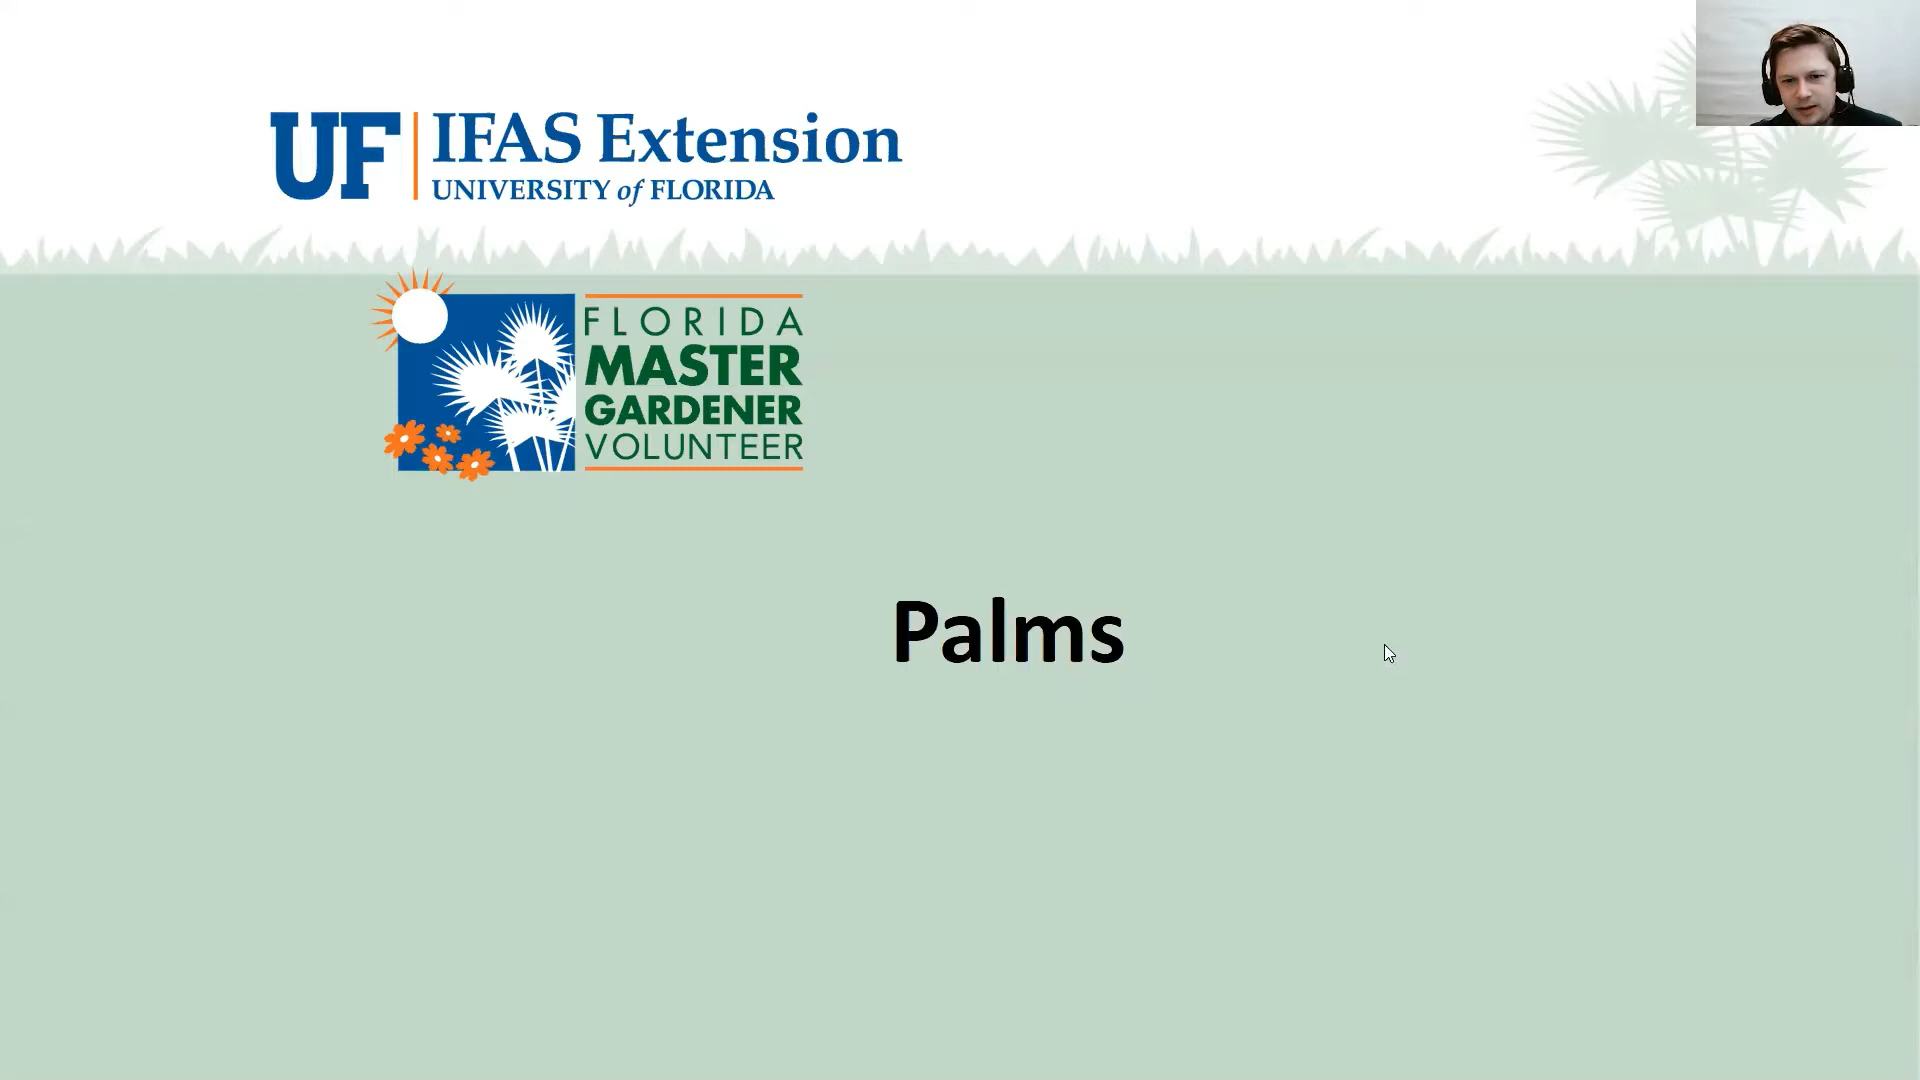 UF IFAS Extension
UNIVERSITY of FLORIDA
FLORIDA
MASTER
GARDENER
VOLUNTEER
Palms